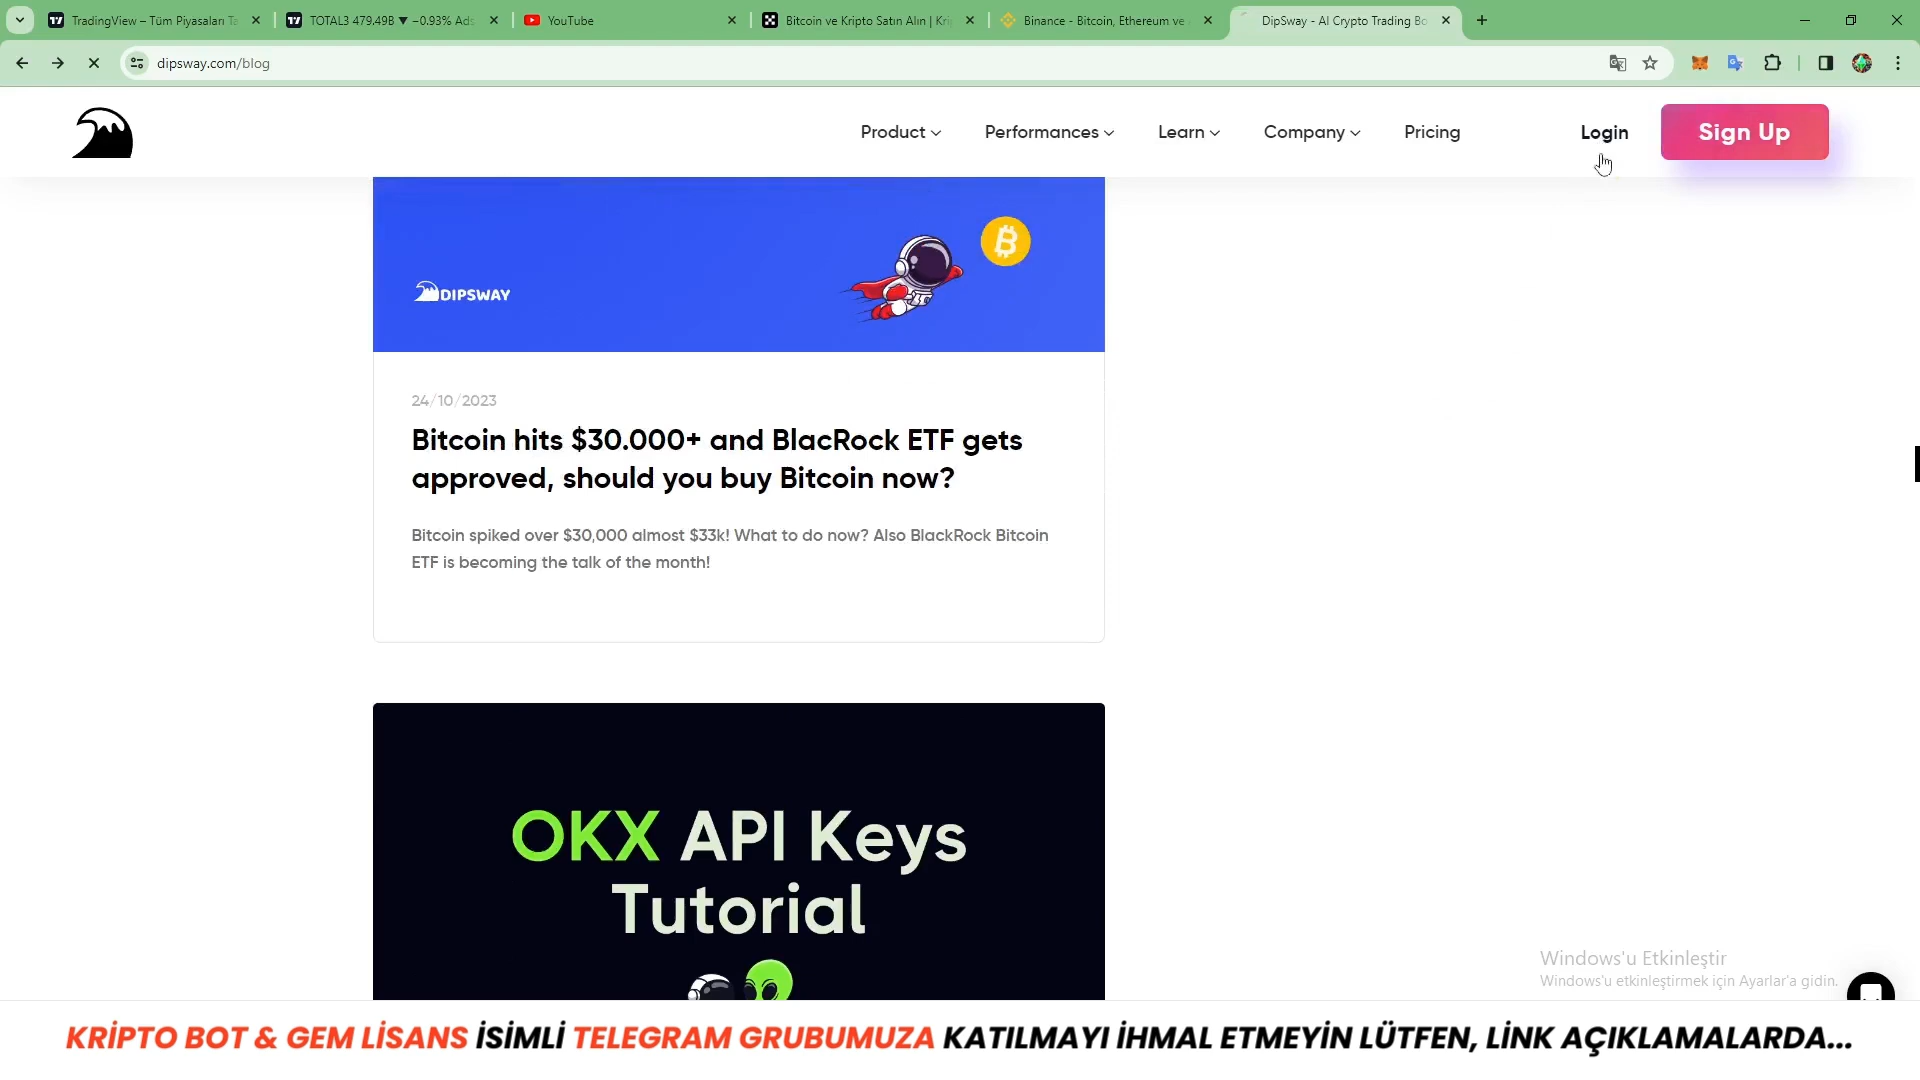 TradingView – Tüm Piyasaları Ta
TOTAL3 479.49B ▼ −0.93% Ads
YouTube
Bitcoin ve Kripto Satın Alın | Kri
Binance - Bitcoin, Ethereum ve
DipSway - AI Crypto Trading Bo
dipsway.com/blog
Product
Performances
Learn
Company
Pricing
Login
Sign Up
DIPSWAY
24/10/2023
Bitcoin hits $30.000+ and BlacRock ETF gets
approved, should you buy Bitcoin now?
Bitcoin spiked over $30,000 almost $33k! What to do now? Also BlackRock Bitcoin
ETF is becoming the talk of the month!
OKX API Keys
Tutorial
Windows'u Etkinleştir
Windows'u etkinleştirmek için Ayarlar'a gidin.
KRİPTO BOT & GEM LİSANS İSİMLİ TELEGRAM GRUBUMUZA KATILMAYI İHMAL ETMEYİN LÜTFEN, LİNK AÇIKLAMALARDA...